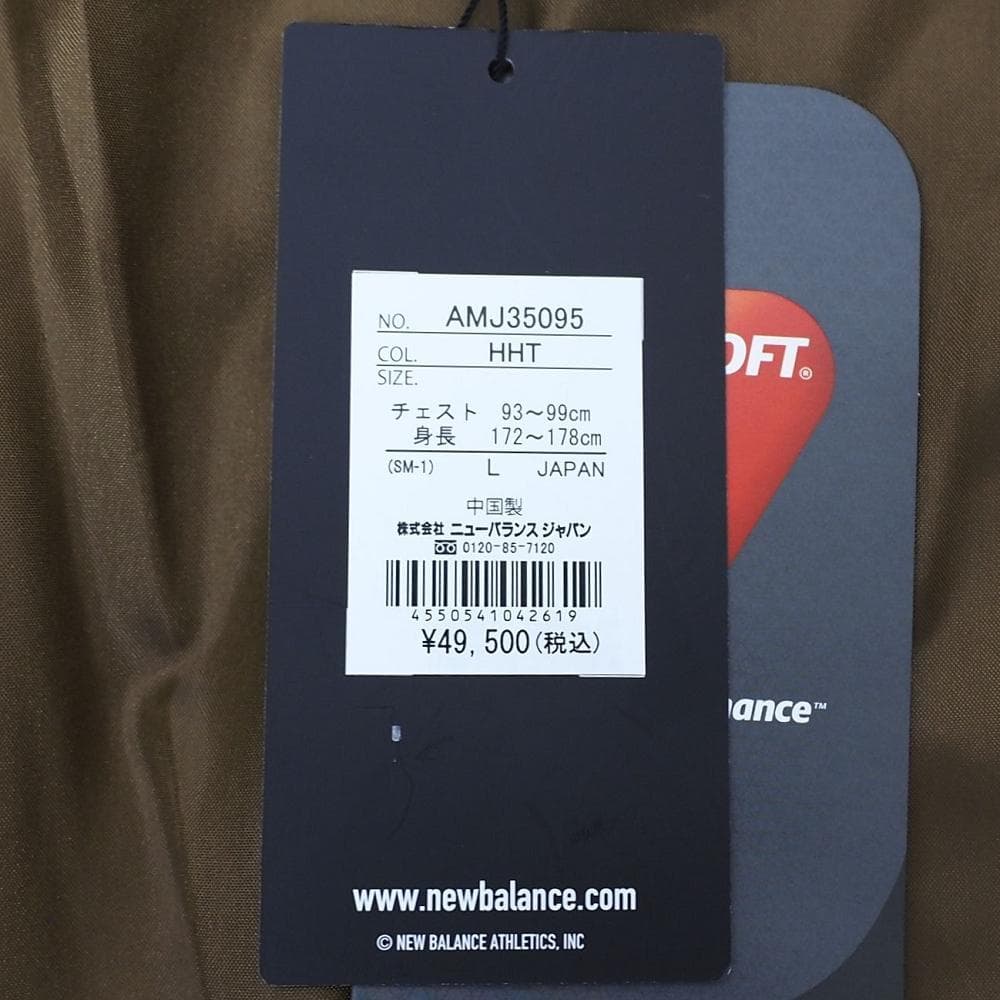 NO. AMJ35095
COL. HHT
SIZE.
チェスト 93～99cm
身長 172～178cm
(SM-1) L JAPAN
中国製
株式会社 ニューバランス ジャパン
0120-85-7120
4550541042619
¥49,500(税込)
www.newbalance.com
© NEW BALANCE ATHLETICS, INC
OFT®
ance™